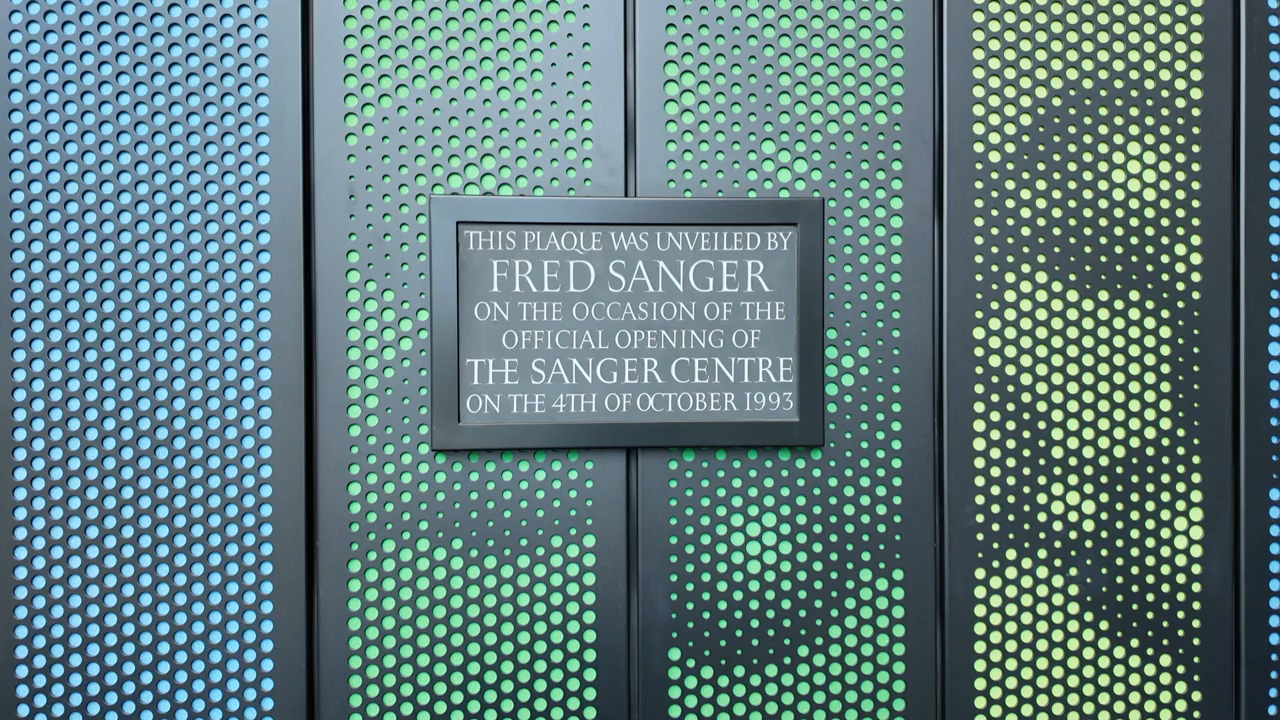 THIS PLAQUE WAS UNVEILED BY
FRED SANGER
ON THE OCCASION OF THE
OFFICIAL OPENING OF
THE SANGER CENTRE
ON THE 4TH OF OCTOBER 1993